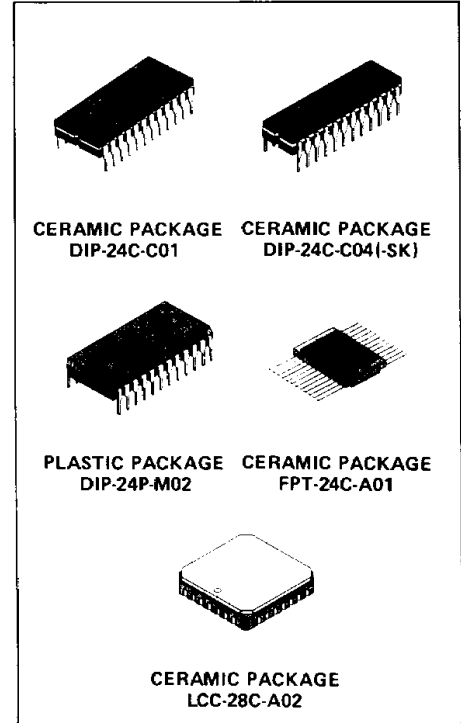 CERAMIC PACKAGE
DIP-24C-C01
CERAMIC PACKAGE
DIP-24C-C04(-SK)
PLASTIC PACKAGE
DIP-24P-M02
CERAMIC PACKAGE
FPT-24C-A01
CERAMIC PACKAGE
LCC-28C-A02